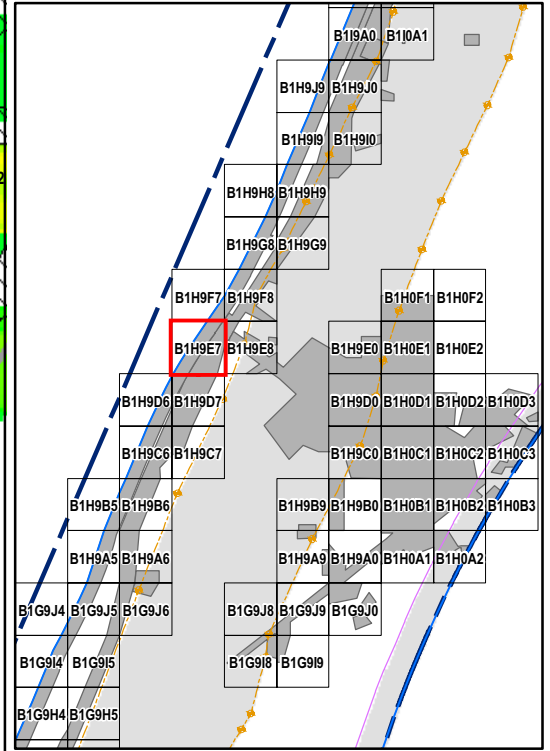 B1I9A0 B1I0A1
B1H9J9 B1H9J0
B1H9I9 B1H9I0
2
B1H9H8 B1H9H9
B1H9G8 B1H9G9
B1H9F7 B1H9F8 B1H0F1 B1H0F2
B1H9E7 B1H9E8 B1H9E0 B1H0E1 B1H0E2
B1H9D6 B1H9D7 B1H9D0 B1H0D1 B1H0D2 B1H0D3
B1H9C6 B1H9C7 B1H9C0 B1H0C1 B1H0C2 B1H0C3
B1H9B5 B1H9B6 B1H9B9 B1H9B0 B1H0B1 B1H0B2 B1H0B3
B1H9A5 B1H9A6 B1H9A9 B1H9A0 B1H0A1 B1H0A2
B1G9J4 B1G9J5 B1G9J6 B1G9J8 B1G9J9 B1G9J0
B1G9I4 B1G9I5 B1G9I8 B1G9I9
B1G9H4 B1G9H5